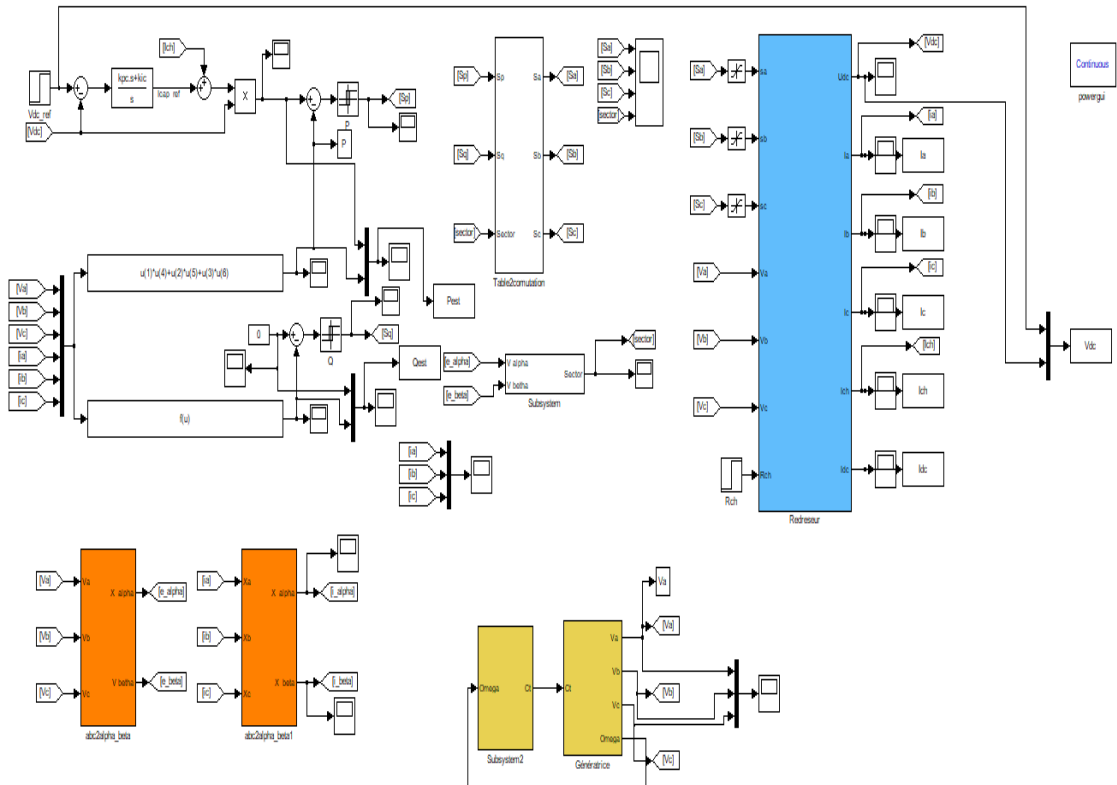 Vdc_ref
[Vdc]
kpc.s+kic
s
Icap_ref
[Ich]
X
P
[Sp]
P
u(1)*u(4)+u(2)*u(5)+u(3)*u(6)
[Va]
[Vb]
[Vc]
[ia]
[ib]
[ic]
f(u)
0
Q
[Sq]
Pest
Qest
[Sp]
[Sq]
[sector]
Sp
Sq
Sector
Sa
Sb
Sc
[Sa]
[Sb]
[Sc]
Table2comutation
[Sa]
[Sb]
[Sc]
[sector]
[e_alpha]
[e_beta]
V alpha
V betha
Sector
Subsystem
[sector]
[ia]
[ib]
[ic]
[Sa]
[Sb]
[Sc]
[Va]
[Vb]
[Vc]
Rch
sa
sb
sc
Va
Vb
Vc
Rch
Udc
Ia
Ib
Ic
Ich
Idc
Redreseur
[Vdc]
[ia]
Ia
[ib]
Ib
[ic]
Ic
[Ich]
Ich
Idc
Continuous
powergui
Vdc
[Va]
[Vb]
[Vc]
Va
Vb
Vc
X alpha
V betha
[e_alpha]
[e_beta]
abc2alpha_beta
[ia]
[ib]
[ic]
Xa
Xb
Xc
X alpha
X beta
[i_alpha]
[i_beta]
abc2alpha_beta1
Omega
Ct
Subsystem2
Ct
Va
Vb
Vc
Omega
Génératrice
Va
[Va]
[Vb]
[Vc]